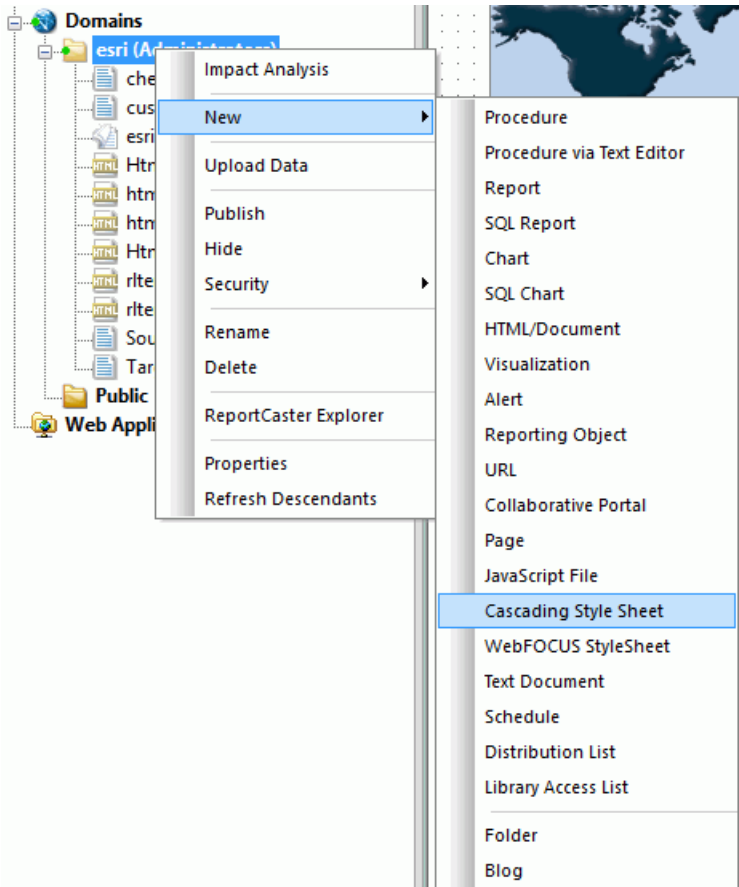 Domains
esri (Administrators)
che
cus
esri
Htr
htm
htm
Htr
rlte
rlte
Sou
Tar
Public
Web Appli
Impact Analysis
New
Upload Data
Publish
Hide
Security
Rename
Delete
ReportCaster Explorer
Properties
Refresh Descendants
Procedure
Procedure via Text Editor
Report
SQL Report
Chart
SQL Chart
HTML/Document
Visualization
Alert
Reporting Object
URL
Collaborative Portal
Page
JavaScript File
Cascading Style Sheet
WebFOCUS StyleSheet
Text Document
Schedule
Distribution List
Library Access List
Folder
Blog